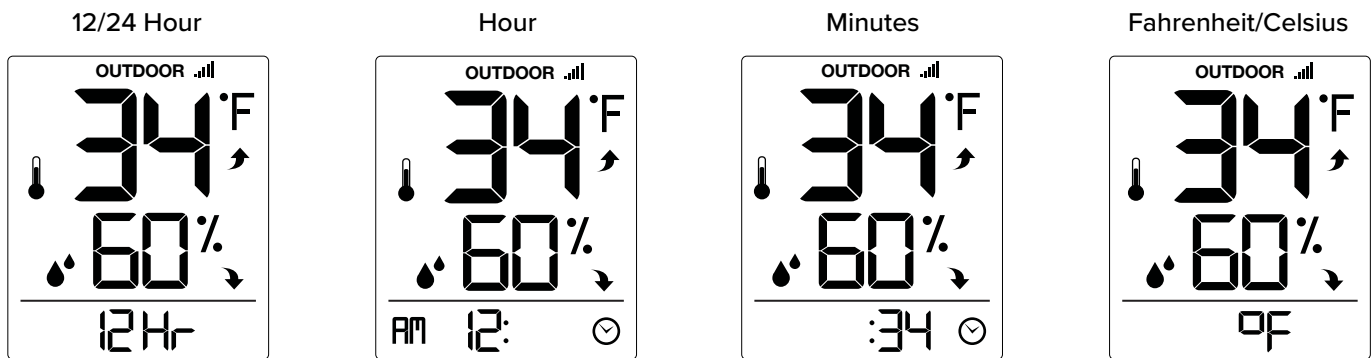 12/24 Hour
Hour
Minutes
Fahrenheit/Celsius
OUTDOOR
34°F
60%
12Hr
OUTDOOR
34°F
60%
AM 12:
OUTDOOR
34°F
60%
:34
OUTDOOR
34°F
60%
°F